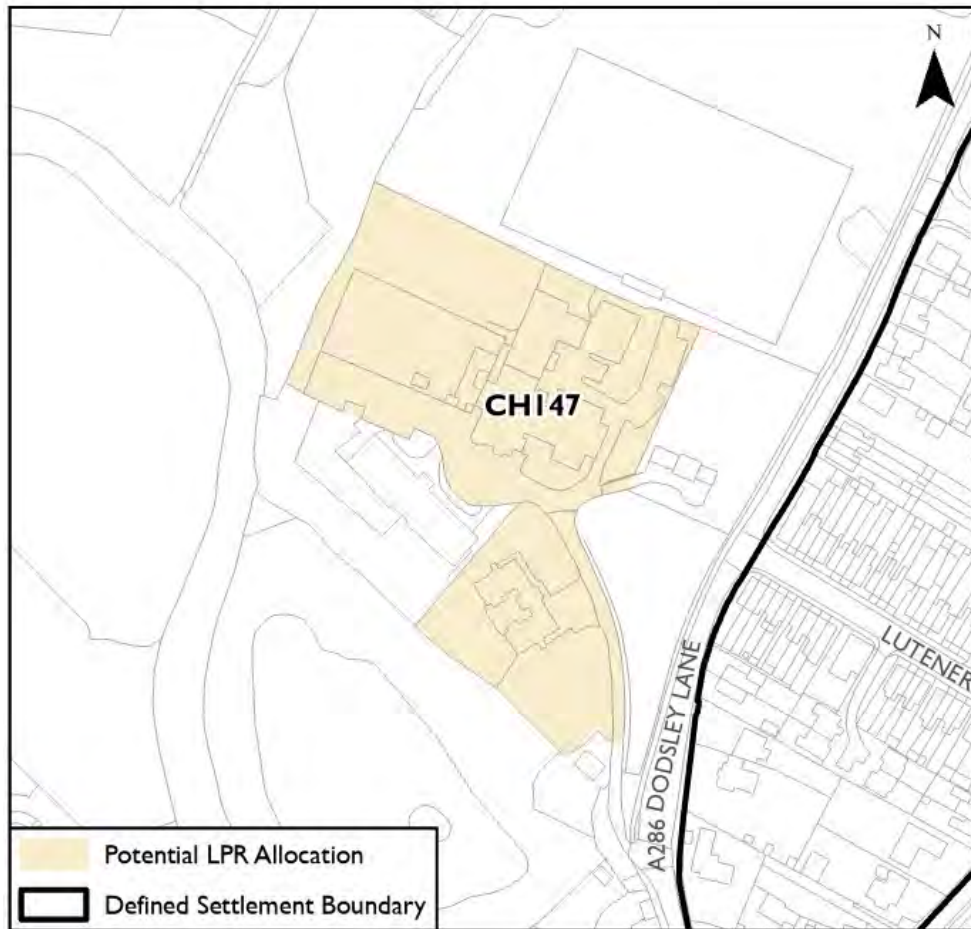 N
CH147
LUTENER
A286 DODSLEY LANE
Potential LPR Allocation
Defined Settlement Boundary